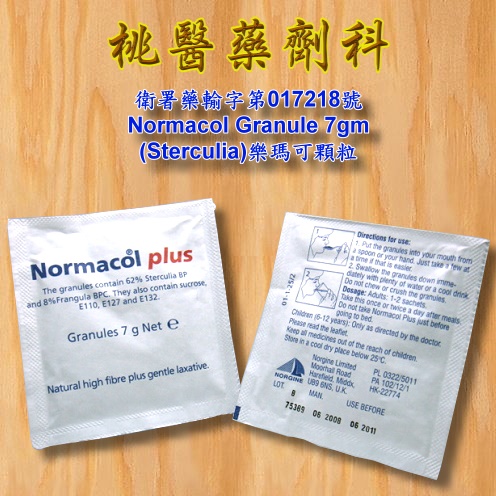 桃醫藥劑科
衛署藥輸字第017218號
Normacol Granule 7gm
(Sterculia)樂瑪可顆粒
Normacol plus
The granules contain 62% Sterculia BP
and 8% Frangula BPC. They also contain sucrose,
E110, E127 and E132.
Granules 7 g Net e
Natural high fibre plus gentle laxative.
01-125/2
Directions for use:
1. Put the granules into your mouth from
a spoon or your hand. Just take a few at
a time if that is easier.
2. Swallow the granules down imme-
diately with plenty of water or a cool drink.
Do not chew or crush the granules.
Dosage: Adults: 1-2 sachets.
Take this once or twice a day after meals.
Do not take Normacol Plus just before
going to bed.
Children (6-12 years): Only as directed by the doctor.
Please read the leaflet.
Keep all medicines out of the reach of children.
Store in a cool dry place below 25°C.
NORGINE
Norgine Limited
Moorhall Road
Harefield, Middx,
UB9 6NS, U.K.
PL 0322/5011
PA 102/12/1
HK-22774
LOT MAN USE BEFORE
8
75369 06 2008 06 2011